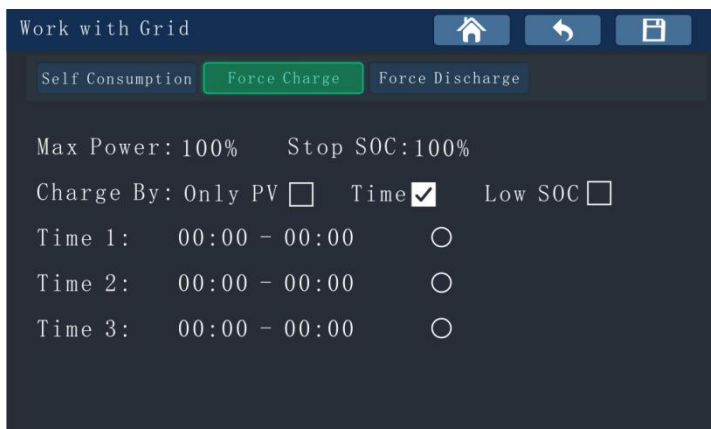 Work with Grid
Self Consumption Force Charge Force Discharge
Max Power: 100% Stop SOC: 100%
Charge By: Only PV Time Low SOC
Time 1: 00:00 - 00:00
Time 2: 00:00 - 00:00
Time 3: 00:00 - 00:00